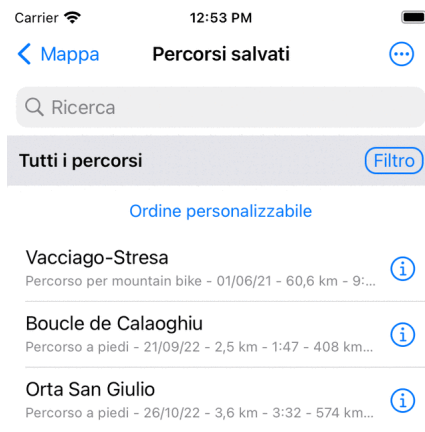 Carrier 12:53 PM
Mappa Percorsi salvati
Ricerca
Tutti i percorsi Filtro
Ordine personalizzabile
Vacciago-Stresa
Percorso per mountain bike - 01/06/21 - 60,6 km - 9:...
Boucle de Calaoghiu
Percorso a piedi - 21/09/22 - 2,5 km - 1:47 - 408 km...
Orta San Giulio
Percorso a piedi - 26/10/22 - 3,6 km - 3:32 - 574 km...